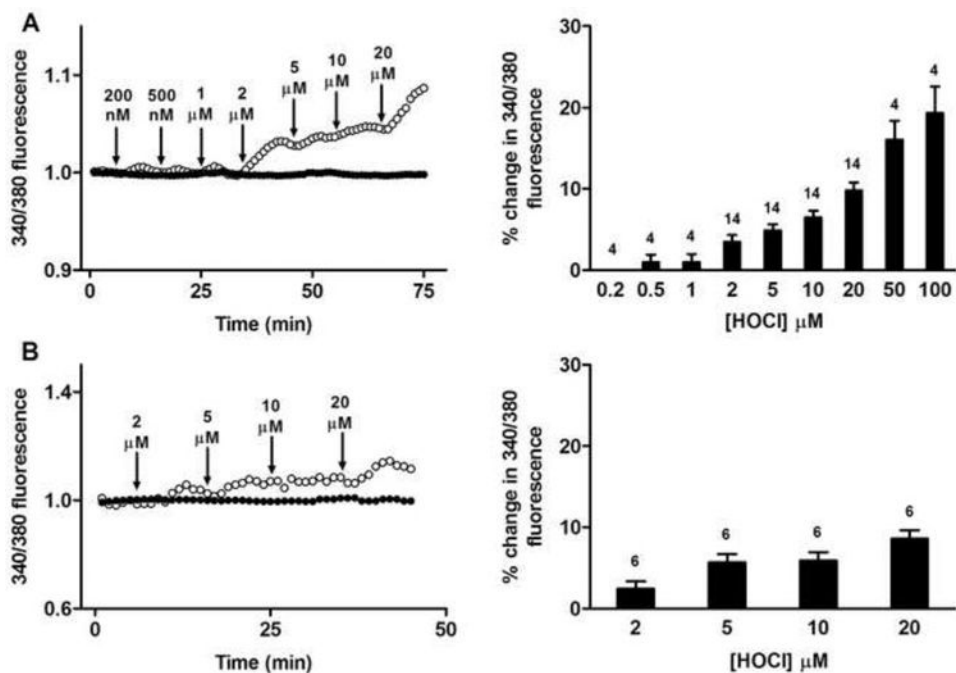 A
340/380 fluorescence
1.1
1.0
0.9
200 nM
500 nM
1 μM
2 μM
5 μM
10 μM
20 μM
0 25 50 75
Time (min)
% change in 340/380
fluorescence
30
20
10
0
4 4 4 14 14 14 14 4 4
0.2 0.5 1 2 5 10 20 50 100
[HOCl] μM
B
340/380 fluorescence
1.4
1.0
0.6
2 μM
5 μM
10 μM
20 μM
0 25 50
Time (min)
% change in 340/380
fluorescence
30
20
10
0
6 6 6 6
2 5 10 20
[HOCl] μM